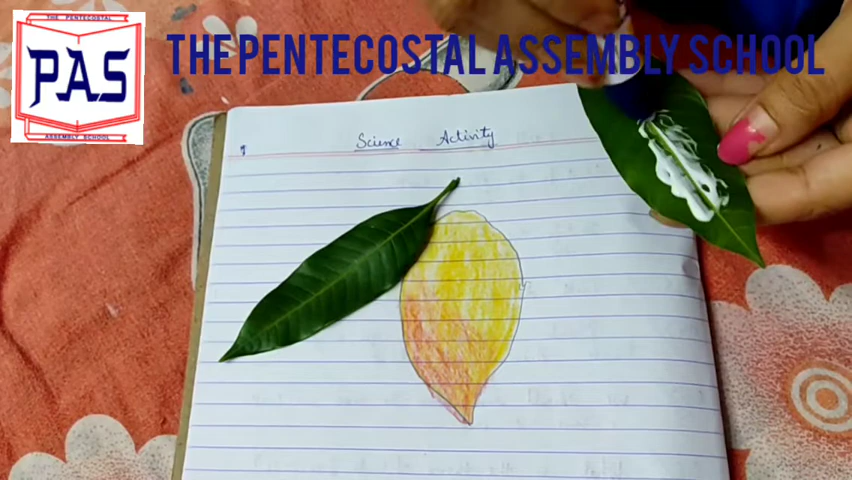 THE PENTECOSTAL
PAS
ASSEMBLY SCHOOL
THE PENTECOSTAL ASSEMBLY SCHOOL
Science Activity